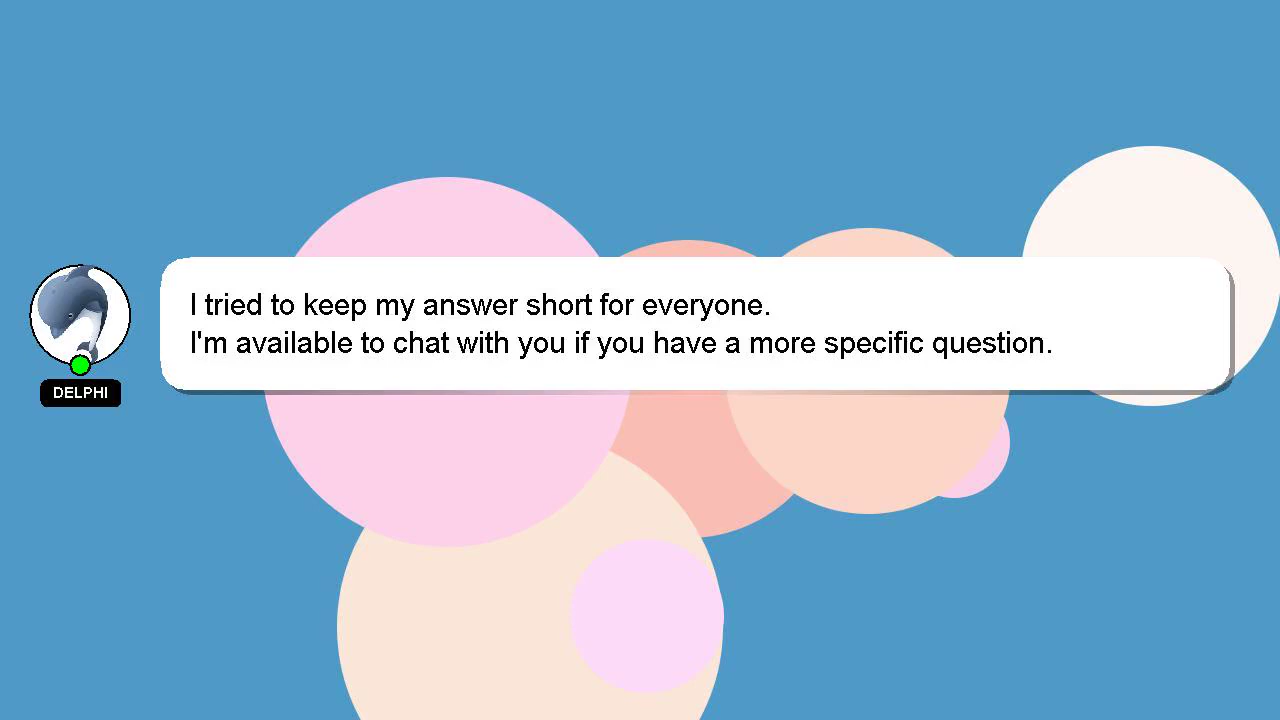 I tried to keep my answer short for everyone.
I'm available to chat with you if you have a more specific question.
DELPHI